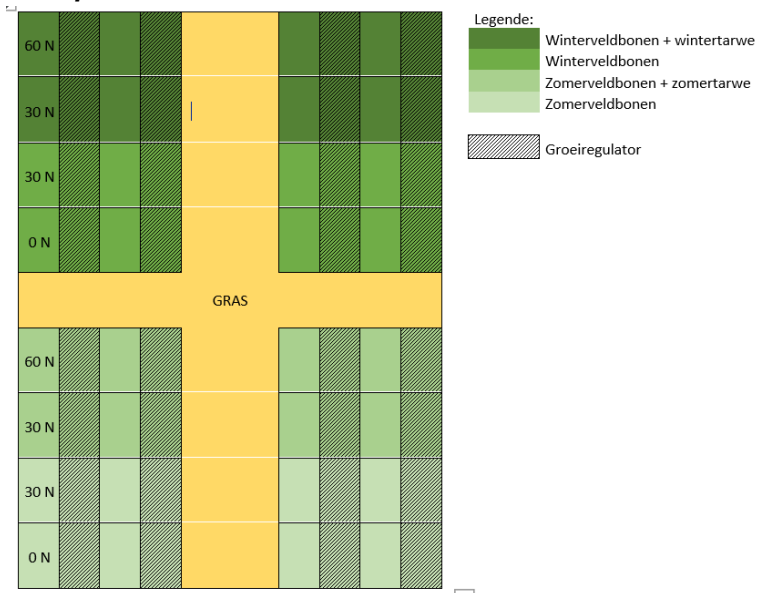 Legende:
Winterveldbonen + wintertarwe
Winterveldbonen
Zomerveldbonen + zomertarwe
Zomerveldbonen
Groeiregulator
60 N
30 N
30 N
0 N
GRAS
60 N
30 N
30 N
0 N